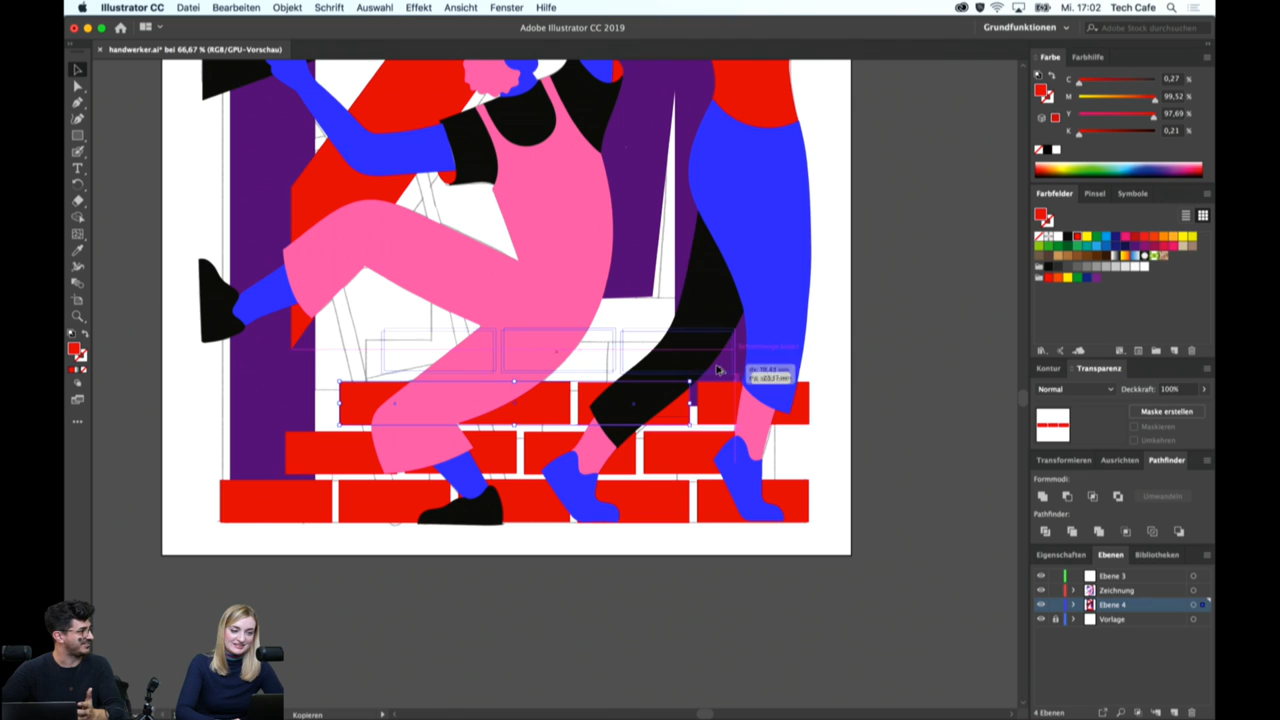 Illustrator CC Datei Bearbeiten Objekt Schrift Auswahl Effekt Ansicht Fenster Hilfe Mi. 17:02 Tech Cafe
Adobe Illustrator CC 2019 Grundfunktionen Adobe Stock durchsuchen
handwerker.ai* bei 66,67 % (RGB/GPU-Vorschau)
Farbe Farbhilfe
C 0,27 %
M 99,52 %
Y 97,69 %
K 0,21 %
Farbfelder Pinsel Symbole
Kontur Transparenz
Normal Deckkraft: 100%
Maske erstellen
Maskieren
Umkehren
Transformieren Ausrichten Pathfinder
Formmodi:
Umwandeln
Pathfinder:
Eigenschaften Ebenen Bibliotheken
Ebene 3
Zeichnung
Ebene 4
Vorlage
4 Ebenen
Kopieren